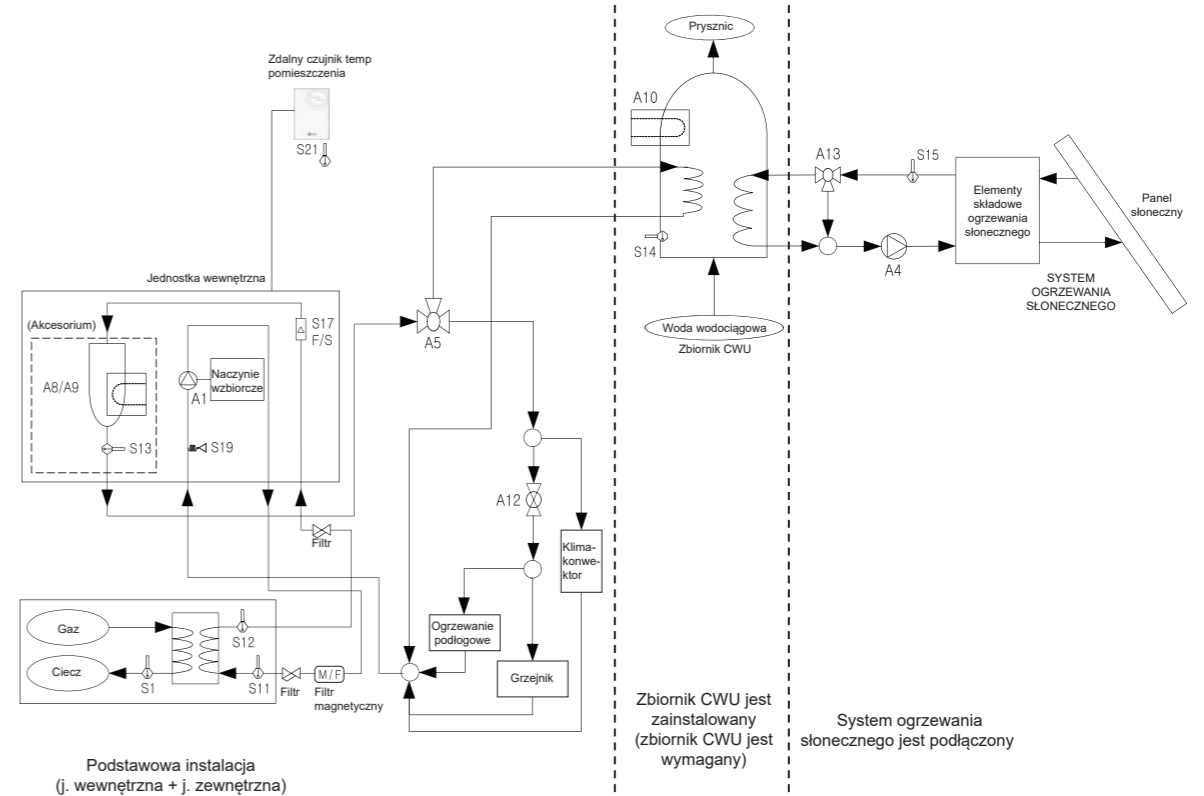 Zdalny czujnik temp
pomieszczenia
S21
Jednostka wewnętrzna
(Akcesorium)
A8/A9
S13
A1
Naczynie
wzbiorcze
S19
S17
F/S
Filtr
Gaz
Ciecz
S1
S12
S11
Filtr
M/F
Filtr
magnetyczny
A5
A12
Klima-
konwe-
ktor
Ogrzewanie
podłogowe
Grzejnik
Podstawowa instalacja
(j. wewnętrzna + j. zewnętrzna)
Prysznic
A10
S14
Woda wodociągowa
Zbiornik CWU
Zbiornik CWU jest
zainstalowany
(zbiornik CWU jest
wymagany)
A13
S15
A4
Elementy
składowe
ogrzewania
słonecznego
Panel
słoneczny
SYSTEM
OGRZEWANIA
SŁONECZNEGO
System ogrzewania
słonecznego jest podłączony